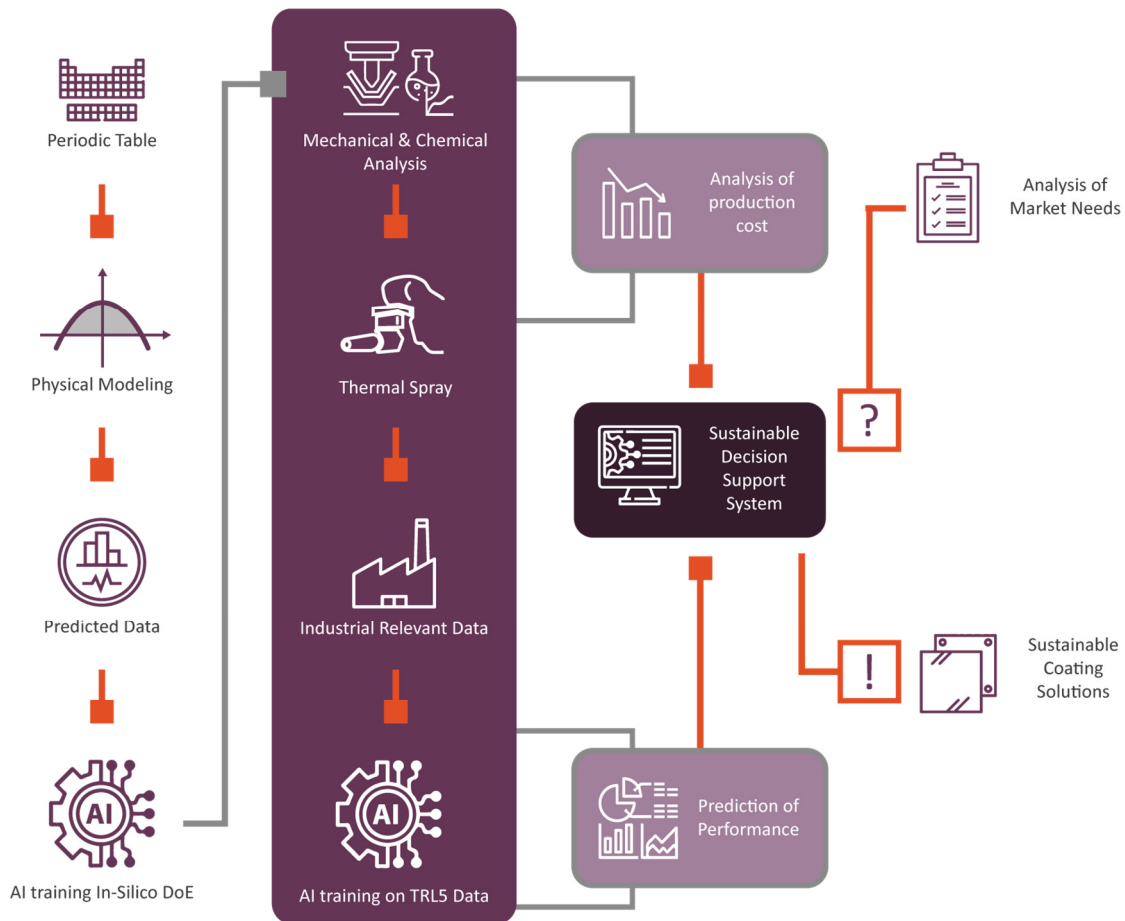 Periodic Table
Physical Modeling
Predicted Data
AI
AI training In-Silico DoE
Mechanical & Chemical
Analysis
Thermal Spray
Industrial Relevant Data
AI
AI training on TRL5 Data
Analysis of
production
cost
Sustainable
Decision
Support
System
Prediction of
Performance
Analysis of
Market Needs
?
!
Sustainable
Coating
Solutions